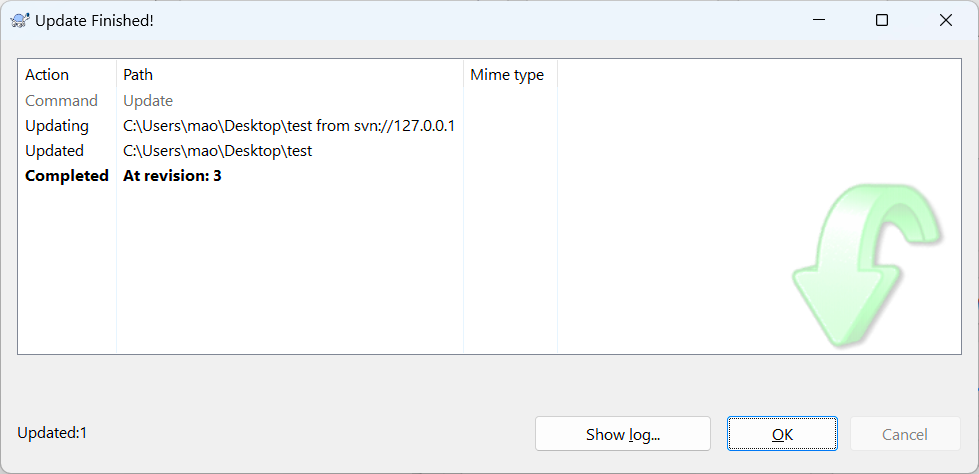 Update Finished!
Action Path Mime type
Command Update
Updating C:\Users\mao\Desktop\test from svn://127.0.0.1
Updated C:\Users\mao\Desktop\test
Completed At revision: 3
Updated:1 Show log... OK Cancel